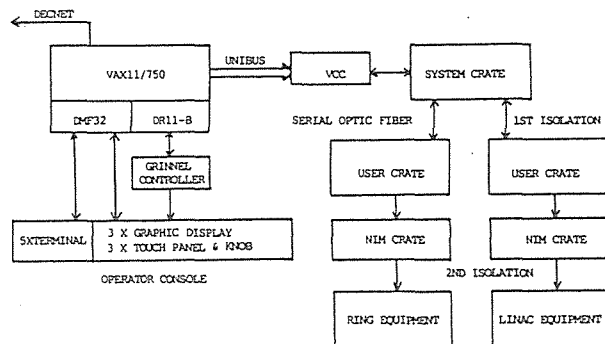 DECNET
VAX11/750
UNIBUS
VCC
SYSTEM CRATE
DMF32
DR11-B
SERIAL OPTIC FIBER
1ST ISOLATION
GRINNEL
CONTROLLER
USER CRATE
USER CRATE
5XTERMINAL
3 X GRAPHIC DISPLAY
3 X TOUCH PANEL & KNOB
NIM CRATE
NIM CRATE
OPERATOR CONSOLE
2ND ISOLATION
RING EQUIPMENT
LINAC EQUIPMENT